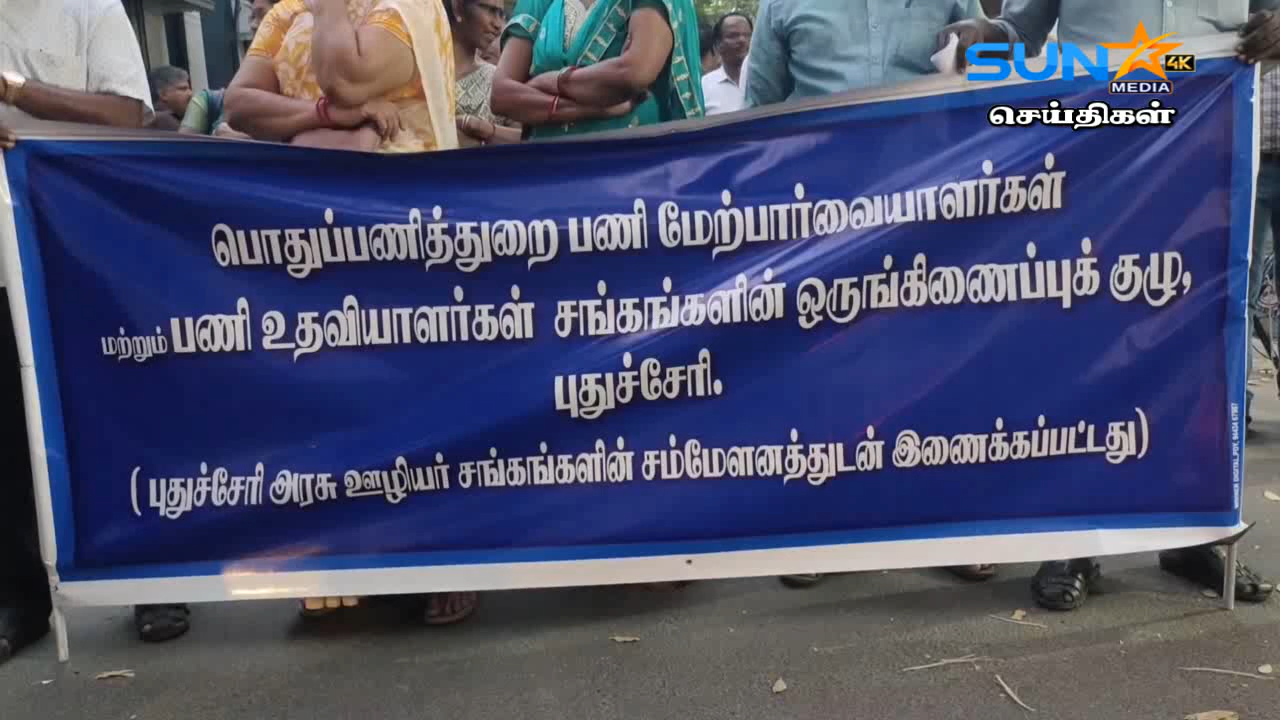 SUN 4K
MEDIA
செய்திகள்
பொதுப்பணித்துறை பணி மேற்பார்வையாளர்கள்
மற்றும் பணி உதவியாளர்கள் சங்கங்களின் ஒருங்கிணைப்புக் குழு,
புதுச்சேரி.
( புதுச்சேரி அரசு ஊழியர் சங்கங்களின் சம்மேளனத்துடன் இணைக்கப்பட்டது)